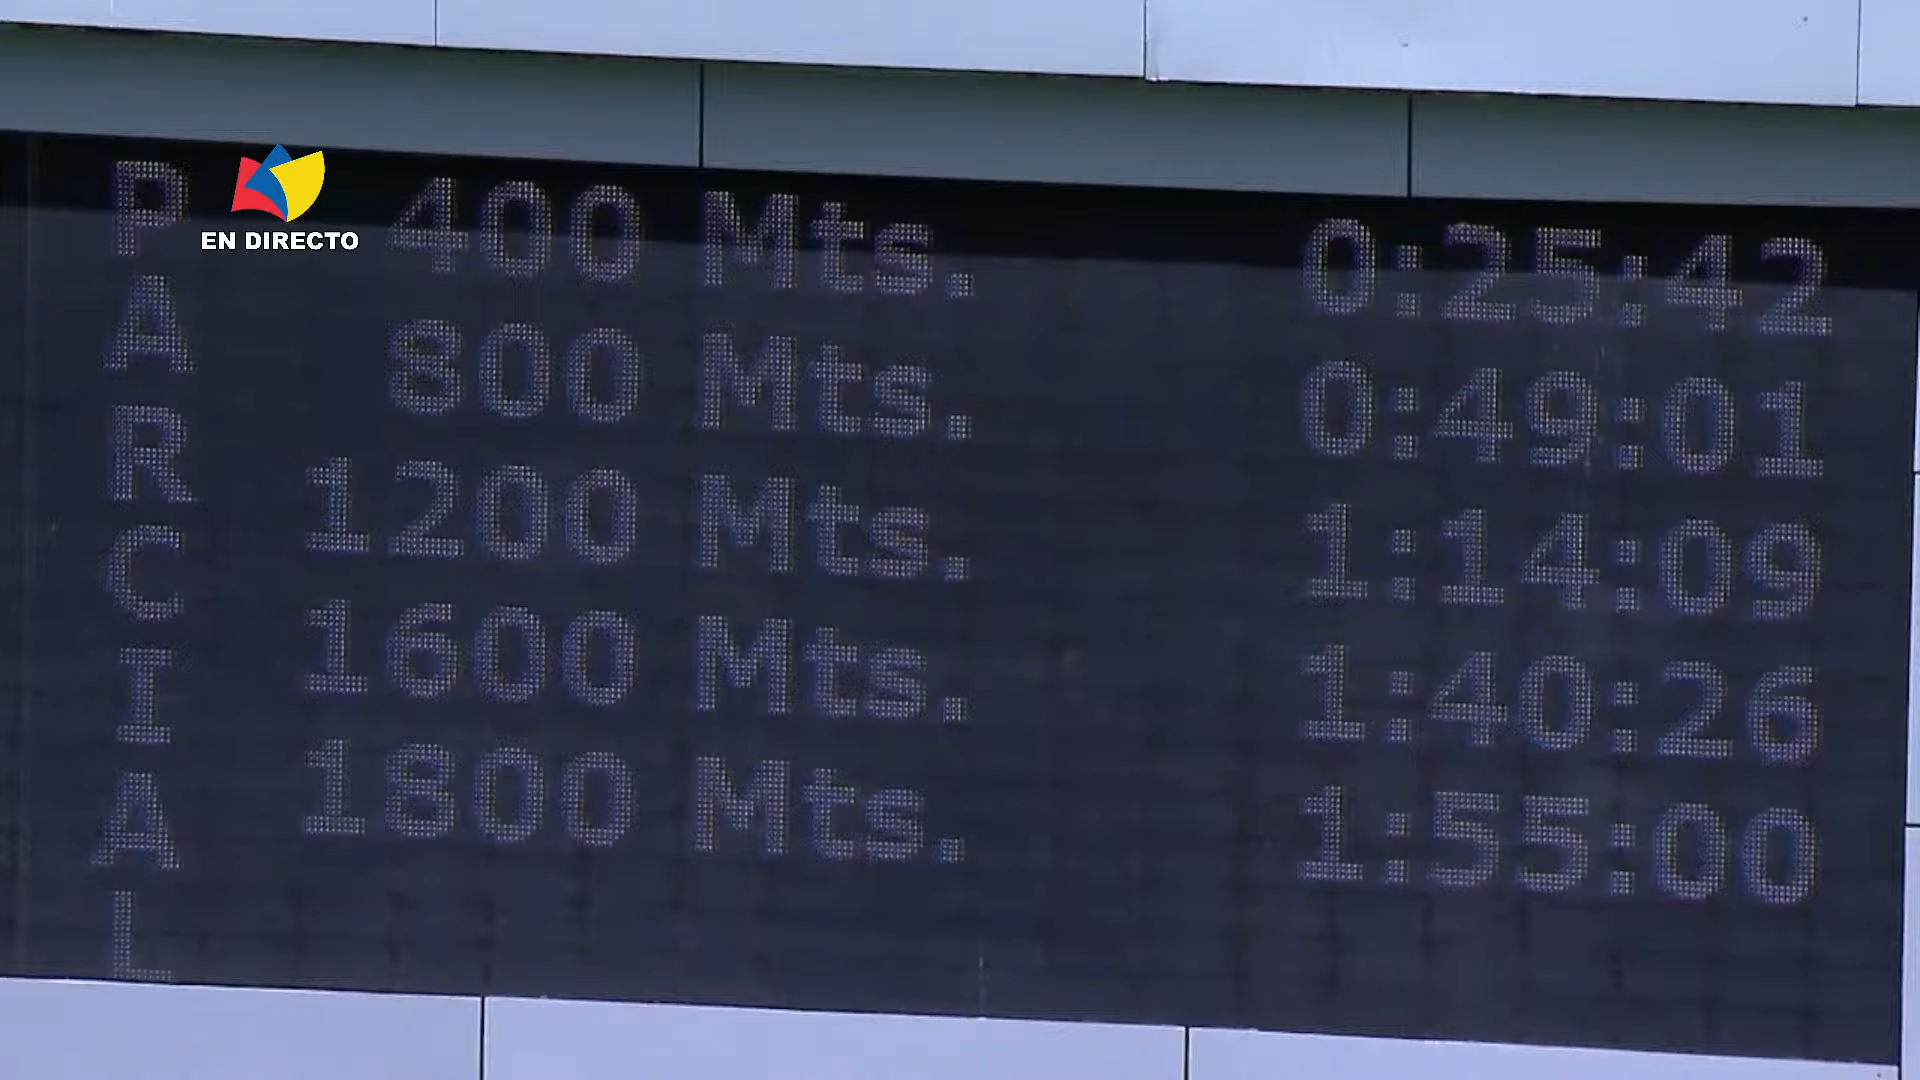 PARCIAL
EN DIRECTO
400 Mts. 0:25:42
800 Mts. 0:49:01
1200 Mts. 1:14:09
1600 Mts. 1:40:26
1800 Mts. 1:55:00